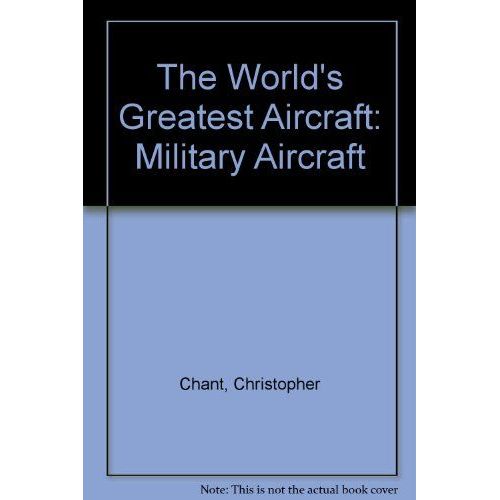 The World's
Greatest Aircraft:
Military Aircraft
Chant, Christopher
Note: This is not the actual book cover